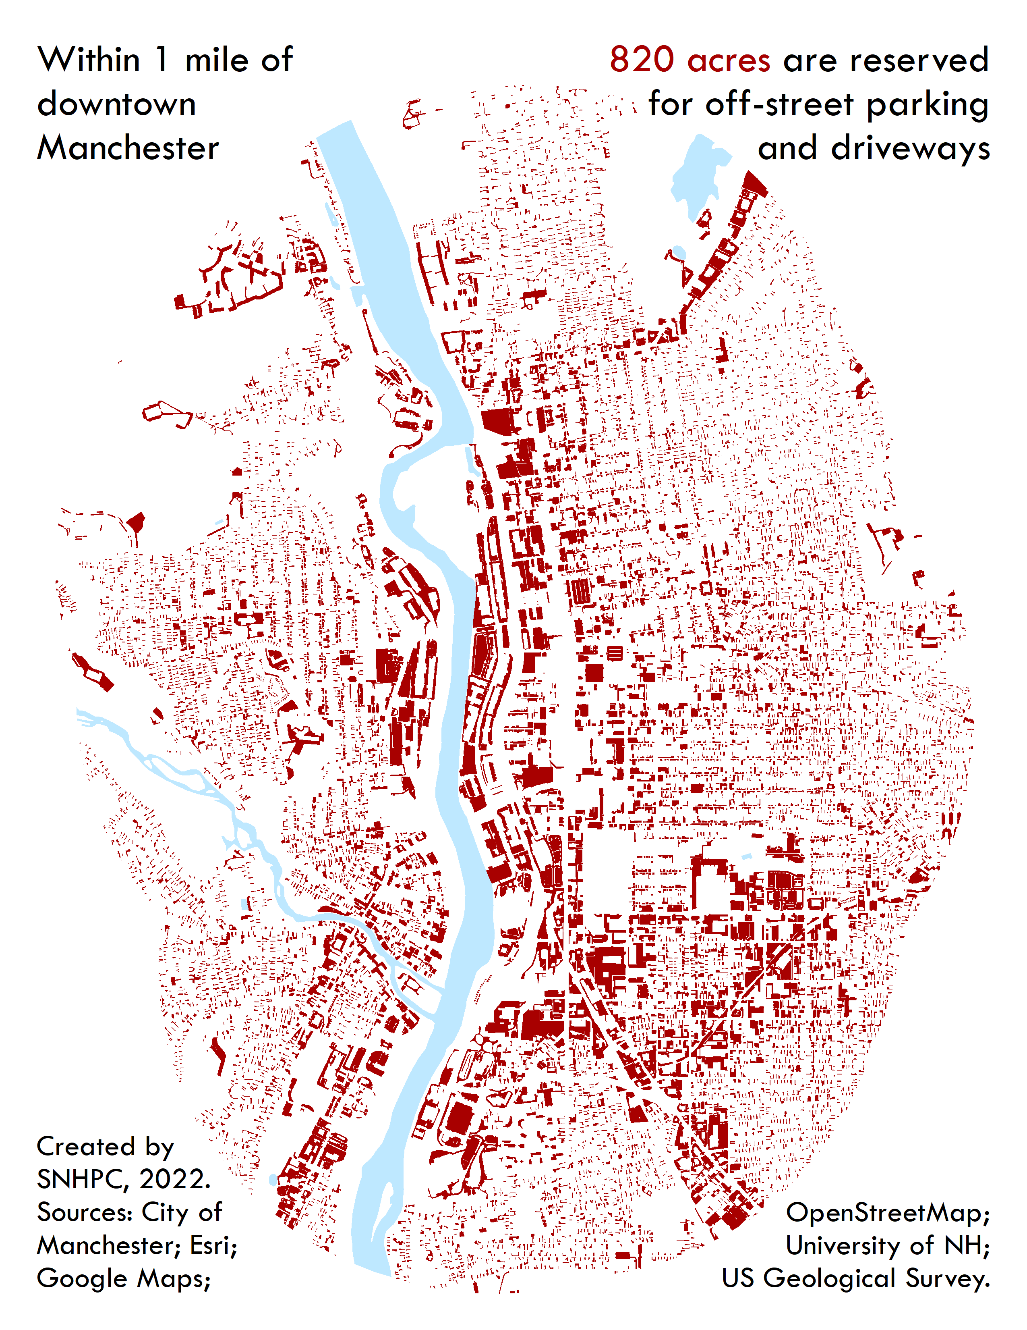 Within 1 mile of
downtown
Manchester
820 acres are reserved
for off-street parking
and driveways
Created by
SNHPC, 2022.
Sources: City of
Manchester; Esri;
Google Maps;
OpenStreetMap;
University of NH;
US Geological Survey.